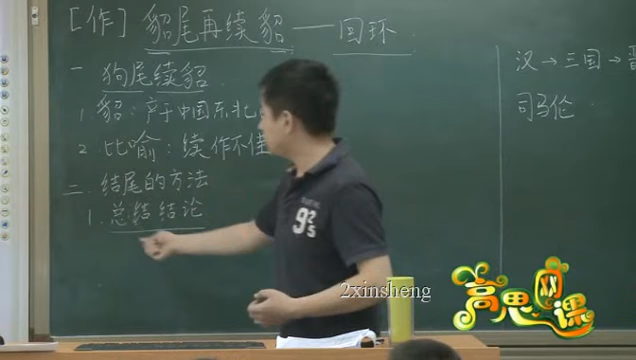 [作] 貂尾再续貂——回环
一 狗尾续貂
1. 貂：产于中国东北
2 比喻：续作不佳
二. 结尾的方法
1. 总结结论
汉→三国→晋
司马伦
92
5
2xinsheng
高思网课